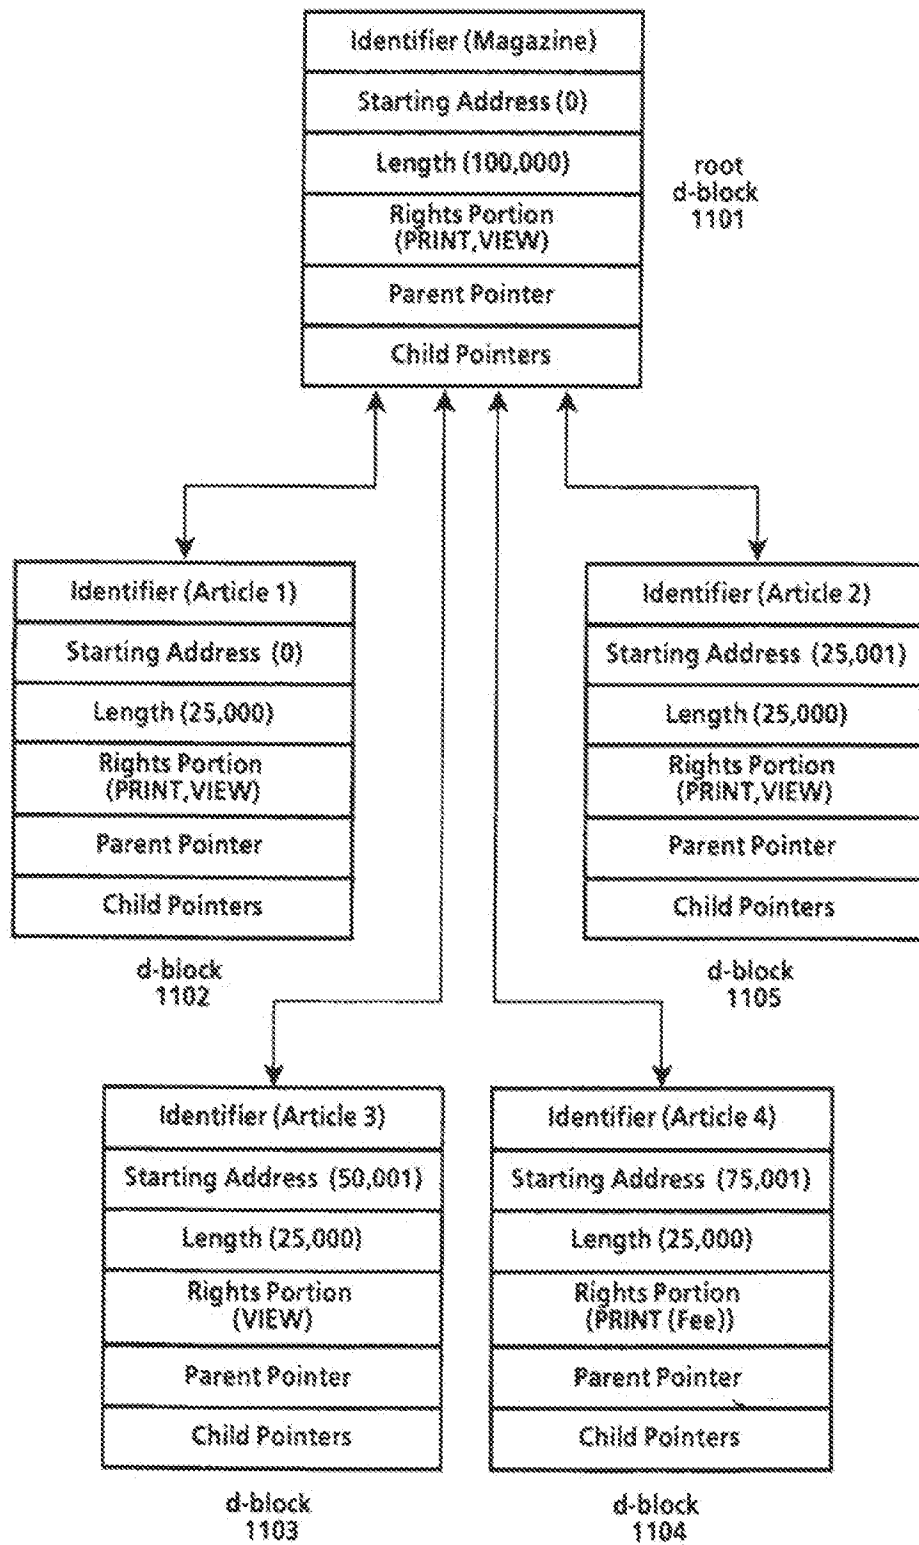 Identifier (Magazine)
Starting Address (0)
Length (100,000)
Rights Portion
(PRINT,VIEW)
Parent Pointer
Child Pointers
root
d-block
1101
Identifier (Article 1)
Starting Address (0)
Length (25,000)
Rights Portion
(PRINT,VIEW)
Parent Pointer
Child Pointers
d-block
1102
Identifier (Article 2)
Starting Address (25,001)
Length (25,000)
Rights Portion
(PRINT,VIEW)
Parent Pointer
Child Pointers
d-block
1105
Identifier (Article 3)
Starting Address (50,001)
Length (25,000)
Rights Portion
(VIEW)
Parent Pointer
Child Pointers
d-block
1103
Identifier (Article 4)
Starting Address (75,001)
Length (25,000)
Rights Portion
(PRINT (Fee))
Parent Pointer
Child Pointers
d-block
1104